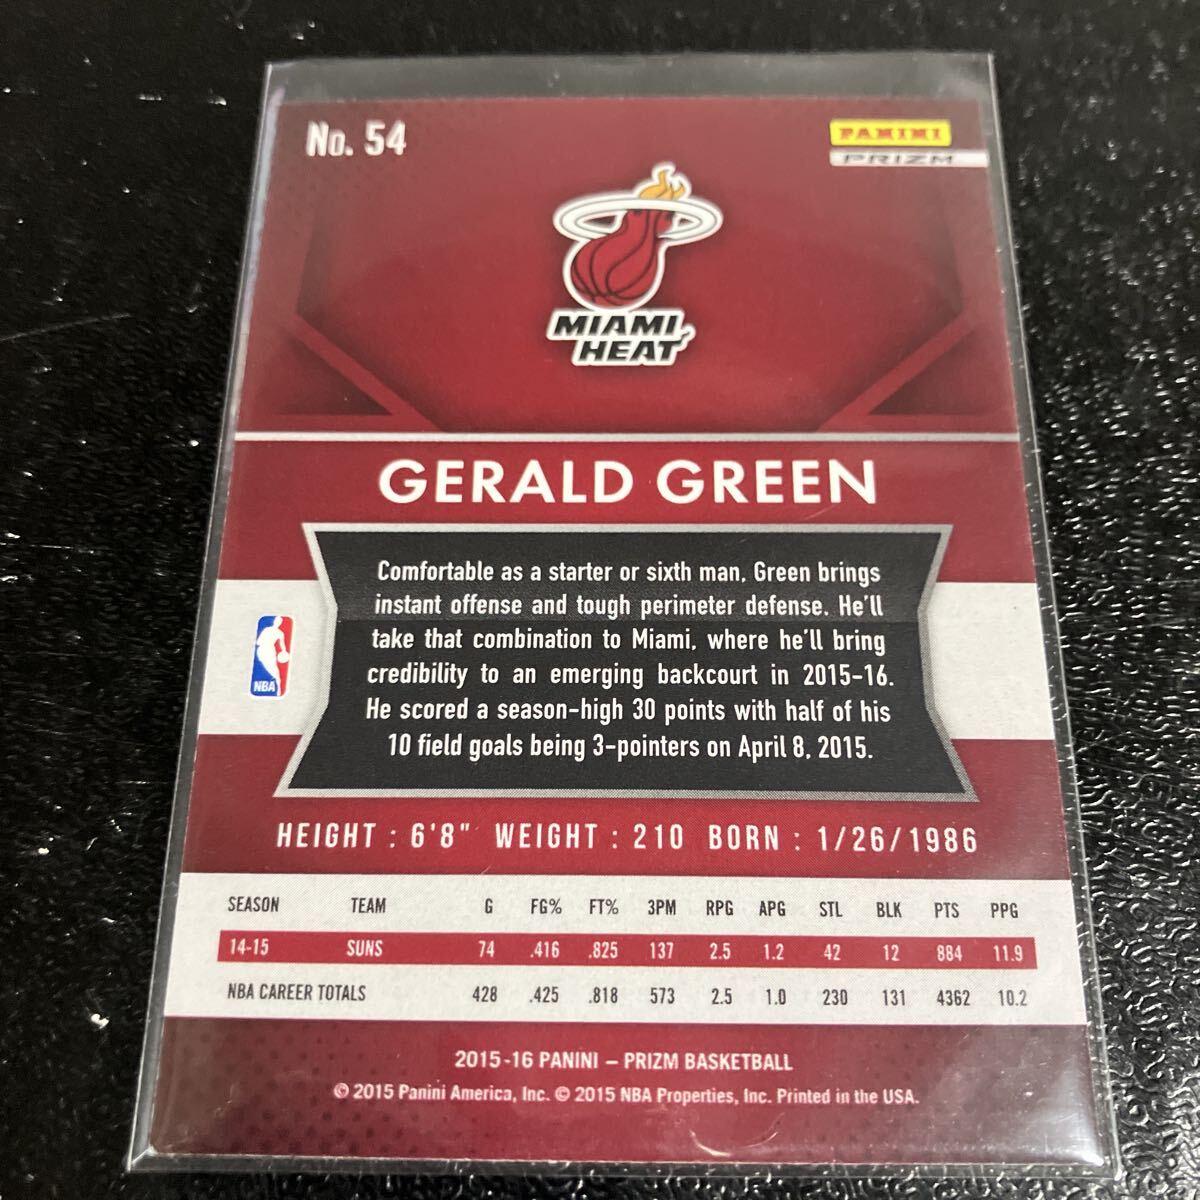 No. 54
PANINI
PRIZM
MIAMI
HEAT
GERALD GREEN
Comfortable as a starter or sixth man, Green brings
instant offense and tough perimeter defense. He'll
take that combination to Miami, where he'll bring
credibility to an emerging backcourt in 2015-16.
He scored a season-high 30 points with half of his
10 field goals being 3-pointers on April 8, 2015.
NBA
HEIGHT : 6'8" WEIGHT : 210 BORN : 1/26/1986
SEASON TEAM G FG% FT% 3PM RPG APG STL BLK PTS PPG
14-15 SUNS 74 .416 .825 137 2.5 1.2 42 12 884 11.9
NBA CAREER TOTALS 428 .425 .818 573 2.5 1.0 230 131 4362 10.2
2015-16 PANINI – PRIZM BASKETBALL
© 2015 Panini America, Inc. © 2015 NBA Properties, Inc. Printed in the USA.